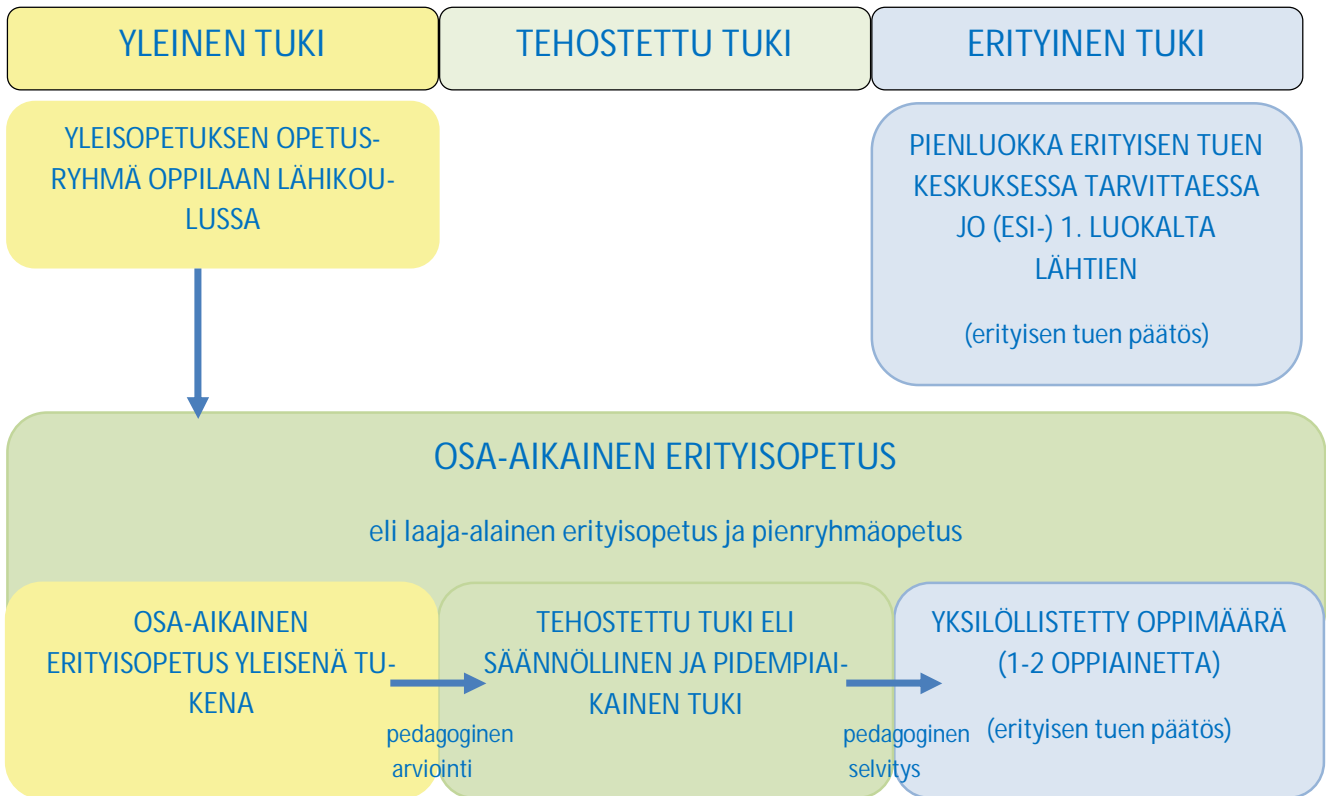 YLEINEN TUKI
TEHOSTETTU TUKI
ERITYINEN TUKI
YLEISOPETUKSEN OPETUS-
RYHMÄ OPPILAAN LÄHIKOU-
LUSSA
PIENLUOKKA ERITYISEN TUEN
KESKUKSESSA TARVITTAESSA
JO (ESI-) 1. LUOKALTA
LÄHTIEN
(erityisen tuen päätös)
OSA-AIKAINEN ERITYISOPETUS
eli laaja-alainen erityisopetus ja pienryhmäopetus
OSA-AIKAINEN
ERITYISOPETUS YLEISENÄ TU-
KENA
pedagoginen
arviointi
TEHOSTETTU TUKI ELI
SÄÄNNÖLLINEN JA PIDEMPIAI-
KAINEN TUKI
pedagoginen
selvitys
YKSILÖLLISTETTY OPPIMÄÄRÄ
(1-2 OPPIAINETTA)
(erityisen tuen päätös)